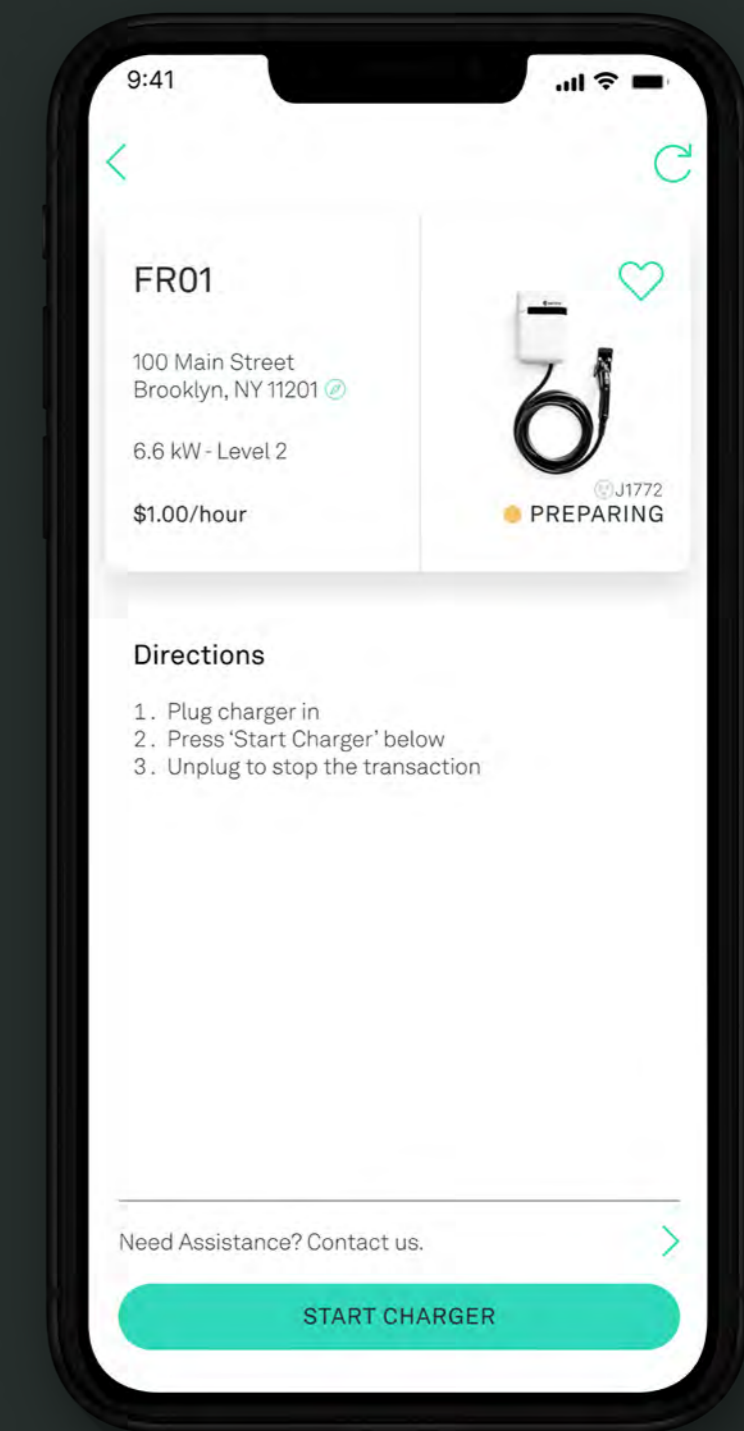 9:41
FR01
100 Main Street
Brooklyn, NY 11201
6.6 kW - Level 2
$1.00/hour
J1772
PREPARING
Directions
1. Plug charger in
2. Press ‘Start Charger’ below
3. Unplug to stop the transaction
Need Assistance? Contact us.
START CHARGER